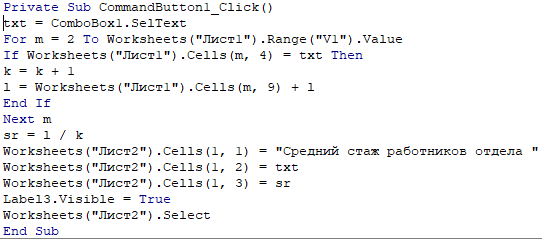 Private Sub CommandButton1_Click()
txt = ComboBox1.SelText
For m = 2 To Worksheets("Лист1").Range("V1").Value
If Worksheets("Лист1").Cells(m, 4) = txt Then
k = k + 1
l = Worksheets("Лист1").Cells(m, 9) + l
End If
Next m
sr = l / k
Worksheets("Лист2").Cells(1, 1) = "Средний стаж работников отдела "
Worksheets("Лист2").Cells(1, 2) = txt
Worksheets("Лист2").Cells(1, 3) = sr
Label3.Visible = True
Worksheets("Лист2").Select
End Sub